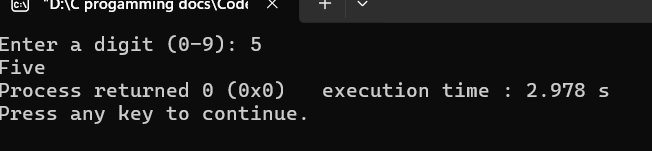 "D:\C progamming docs\Code
Enter a digit (0-9): 5
Five
Process returned 0 (0x0)   execution time : 2.978 s
Press any key to continue.